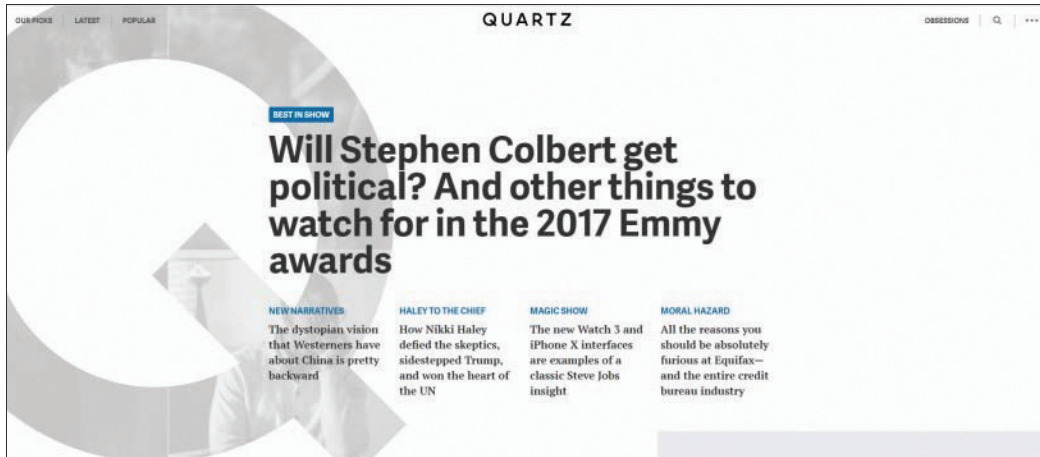 OUR PICKS LATEST POPULAR
QUARTZ
OBSESSIONS
BEST IN SHOW
Will Stephen Colbert get
political? And other things to
watch for in the 2017 Emmy
awards
NEW NARRATIVES
The dystopian vision
that Westerners have
about China is pretty
backward
HALEY TO THE CHIEF
How Nikki Haley
defied the skeptics,
sidestepped Trump,
and won the heart of
the UN
MAGIC SHOW
The new Watch 3 and
iPhone X interfaces
are examples of a
classic Steve Jobs
insight
MORAL HAZARD
All the reasons you
should be absolutely
furious at Equifax—
and the entire credit
bureau industry